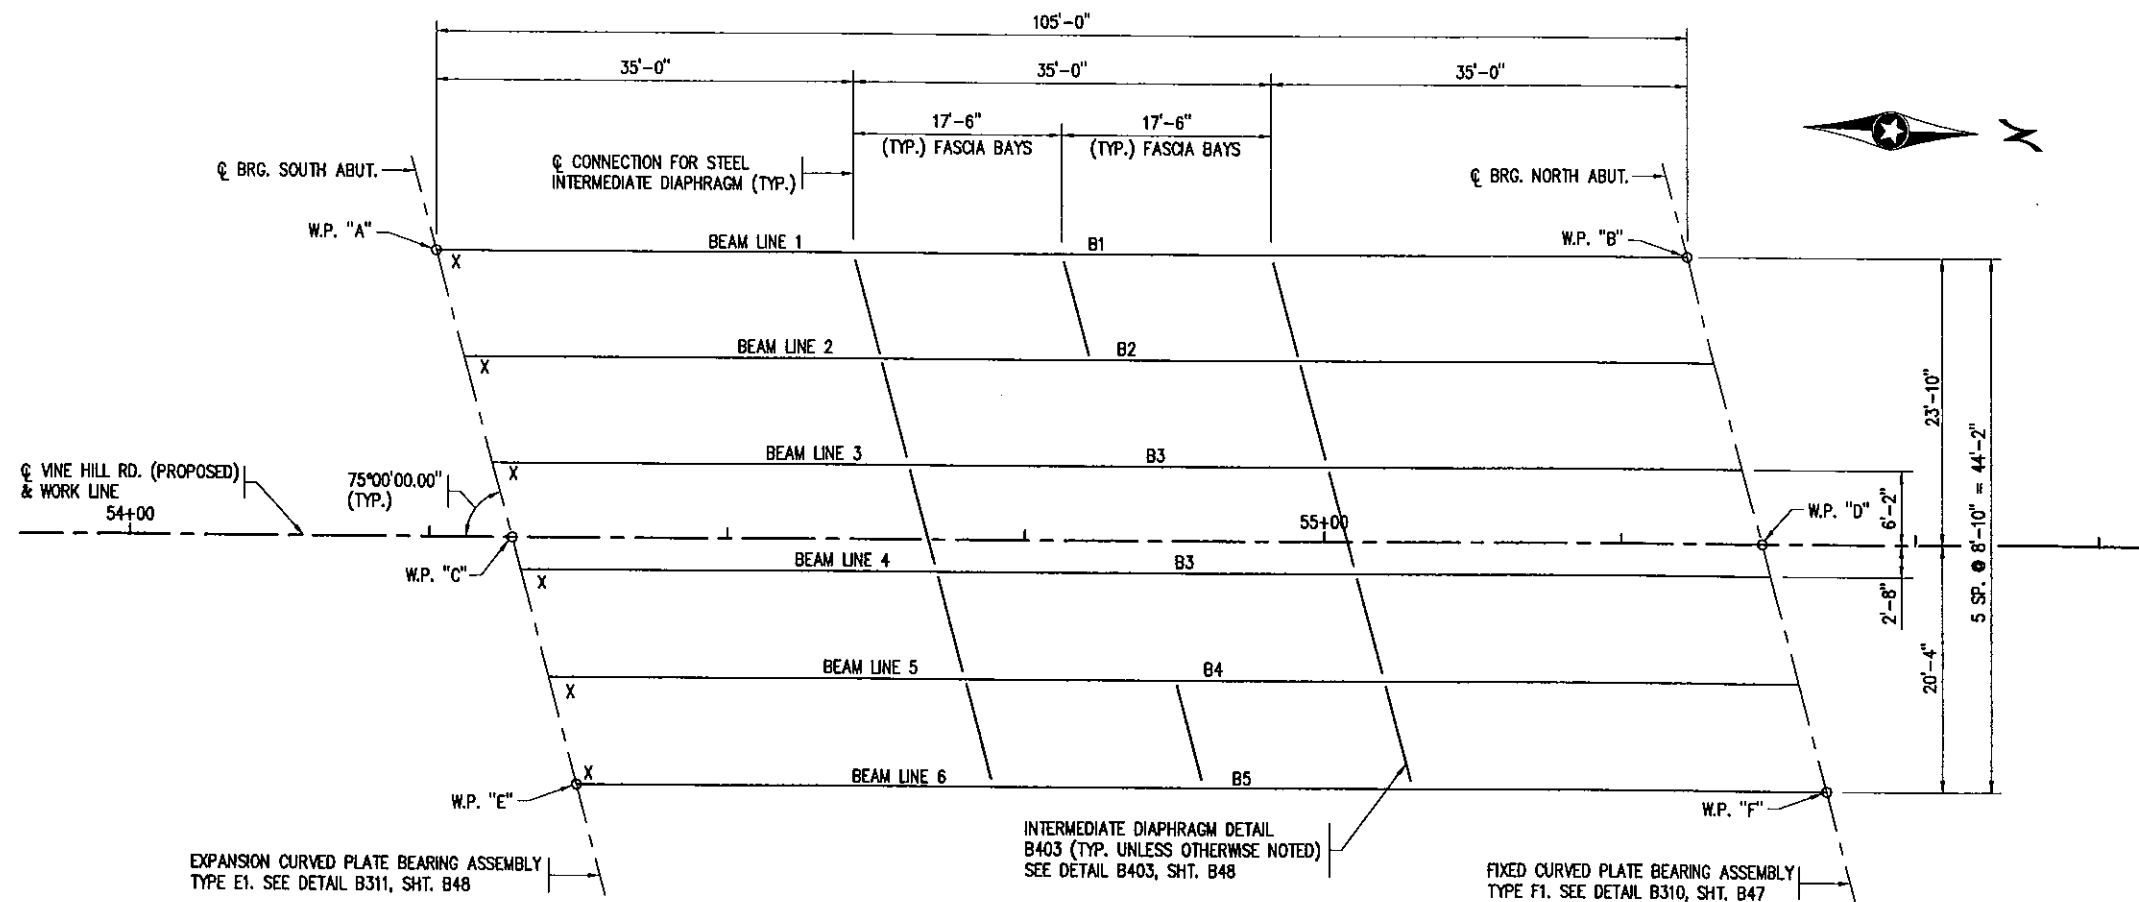 105'-0"
35'-0"
35'-0"
35'-0"
17'-6"
(TYP.) FASCIA BAYS
17'-6"
(TYP.) FASCIA BAYS
℄ BRG. SOUTH ABUT.
℄ CONNECTION FOR STEEL
INTERMEDIATE DIAPHRAGM (TYP.)
℄ BRG. NORTH ABUT.
N
W.P. "A"
BEAM LINE 1
B1
W.P. "B"
X
BEAM LINE 2
B2
X
23'-10"
5 SP. @ 8'-10" = 44'-2"
BEAM LINE 3
B3
X
℄ VINE HILL RD. (PROPOSED)
& WORK LINE
75°00'00.00"
(TYP.)
54+00
55+00
W.P. "D"
6'-2"
W.P. "C"
BEAM LINE 4
B3
X
2'-8"
20'-4"
BEAM LINE 5
B4
X
X
BEAM LINE 6
B5
W.P. "E"
W.P. "F"
EXPANSION CURVED PLATE BEARING ASSEMBLY
TYPE E1. SEE DETAIL B311, SHT. B48
INTERMEDIATE DIAPHRAGM DETAIL
B403 (TYP. UNLESS OTHERWISE NOTED)
SEE DETAIL B403, SHT. B48
FIXED CURVED PLATE BEARING ASSEMBLY
TYPE F1. SEE DETAIL B310, SHT. B47